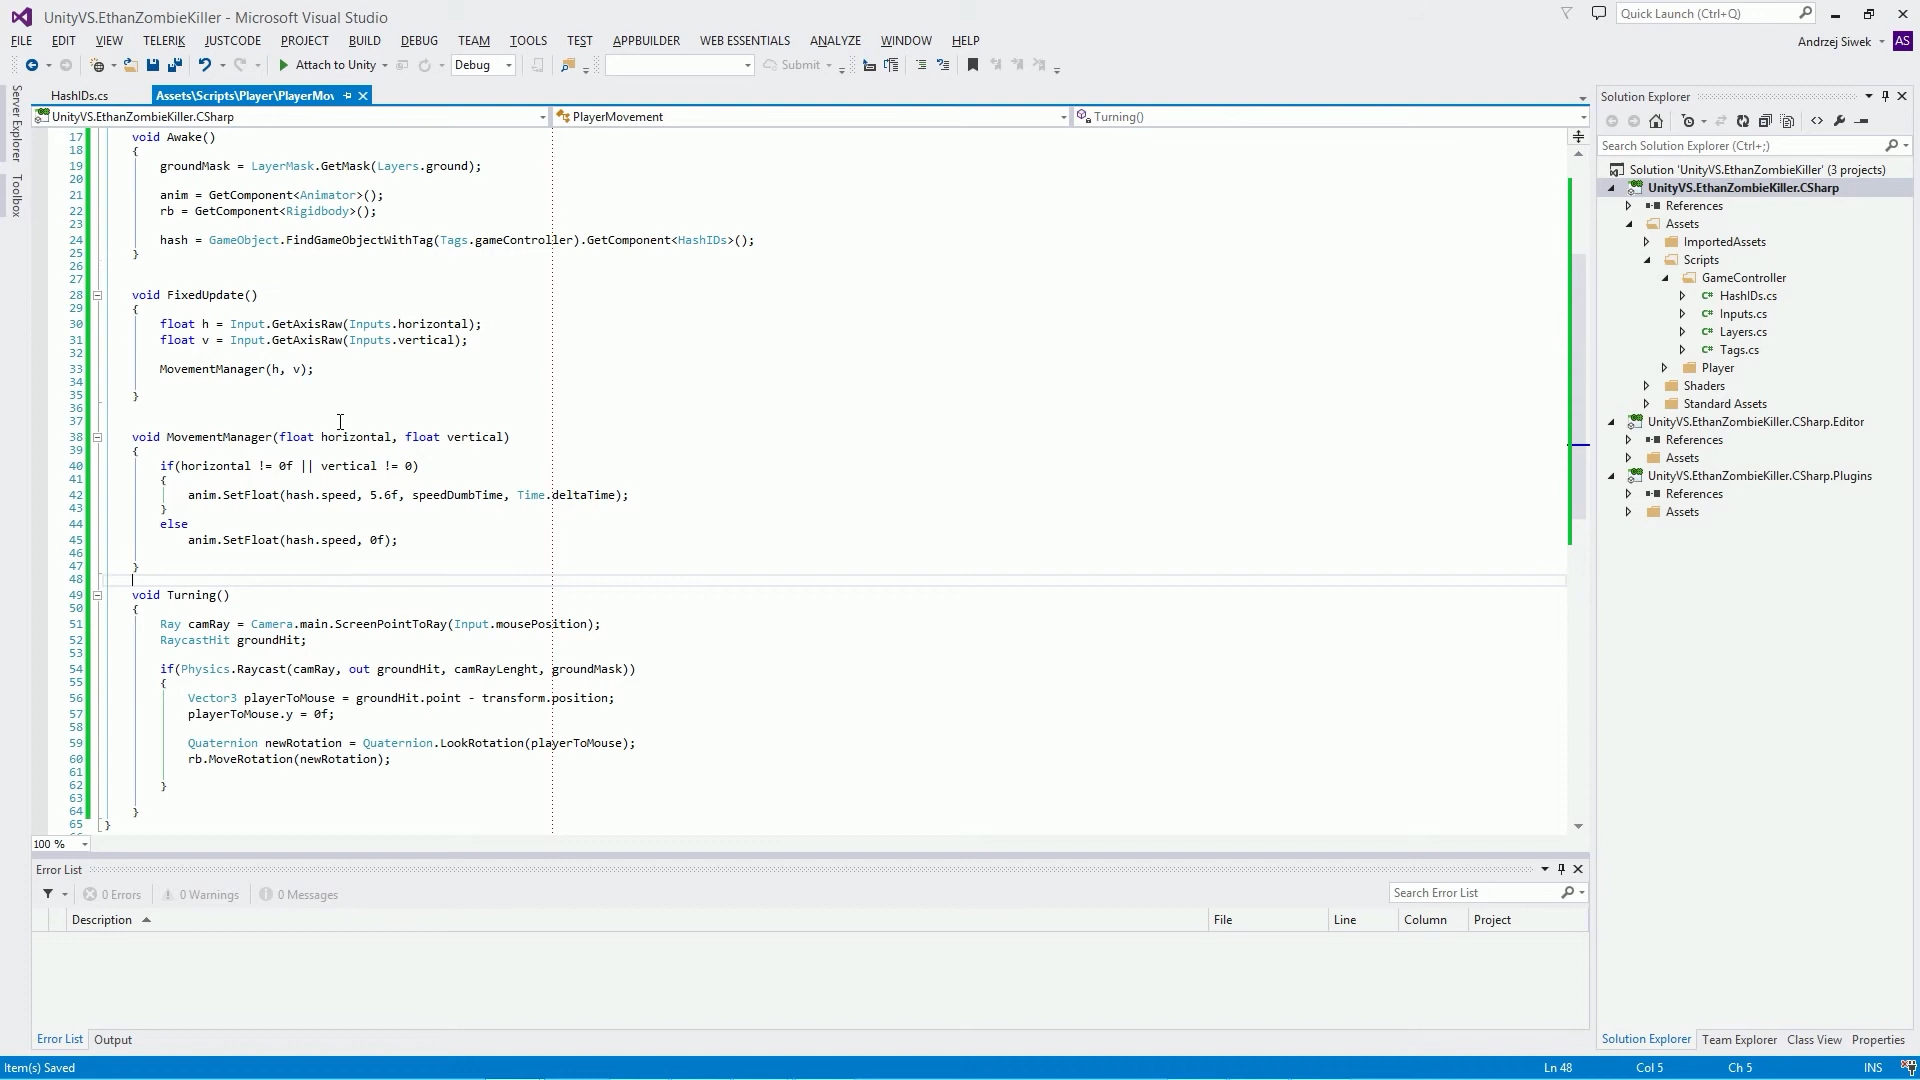 UnityVS.EthanZombieKiller - Microsoft Visual Studio
Quick Launch (Ctrl+Q)
FILE EDIT VIEW TELERIK JUSTCODE PROJECT BUILD DEBUG TEAM TOOLS TEST APPBUILDER WEB ESSENTIALS ANALYZE WINDOW HELP
Andrzej Siwek AS
Attach to Unity Debug Submit
Server Explorer
Toolbox
HashIDs.cs Assets\Scripts\Player\PlayerMov
UnityVS.EthanZombieKiller.CSharp PlayerMovement Turning()
17 void Awake()
18 {
19 groundMask = LayerMask.GetMask(Layers.ground);
20
21 anim = GetComponent<Animator>();
22 rb = GetComponent<Rigidbody>();
23
24 hash = GameObject.FindGameObjectWithTag(Tags.gameController).GetComponent<HashIDs>();
25 }
26
27
28 void FixedUpdate()
29 {
30 float h = Input.GetAxisRaw(Inputs.horizontal);
31 float v = Input.GetAxisRaw(Inputs.vertical);
32
33 MovementManager(h, v);
34
35 }
36
37
38 void MovementManager(float horizontal, float vertical)
39 {
40 if(horizontal != 0f || vertical != 0)
41 {
42 anim.SetFloat(hash.speed, 5.6f, speedDumbTime, Time.deltaTime);
43 }
44 else
45 anim.SetFloat(hash.speed, 0f);
46
47 }
48
49 void Turning()
50 {
51 Ray camRay = Camera.main.ScreenPointToRay(Input.mousePosition);
52 RaycastHit groundHit;
53
54 if(Physics.Raycast(camRay, out groundHit, camRayLenght, groundMask))
55 {
56 Vector3 playerToMouse = groundHit.point - transform.position;
57 playerToMouse.y = 0f;
58
59 Quaternion newRotation = Quaternion.LookRotation(playerToMouse);
60 rb.MoveRotation(newRotation);
61
62 }
63
64 }
65 }
100 %
Error List
0 Errors 0 Warnings 0 Messages
Search Error List
Description File Line Column Project
Error List Output
Solution Explorer
Search Solution Explorer (Ctrl+;)
Solution 'UnityVS.EthanZombieKiller' (3 projects)
UnityVS.EthanZombieKiller.CSharp
References
Assets
ImportedAssets
Scripts
GameController
C# HashIDs.cs
C# Inputs.cs
C# Layers.cs
C# Tags.cs
Player
Shaders
Standard Assets
UnityVS.EthanZombieKiller.CSharp.Editor
References
Assets
UnityVS.EthanZombieKiller.CSharp.Plugins
References
Assets
Solution Explorer Team Explorer Class View Properties
Item(s) Saved Ln 48 Col 5 Ch 5 INS